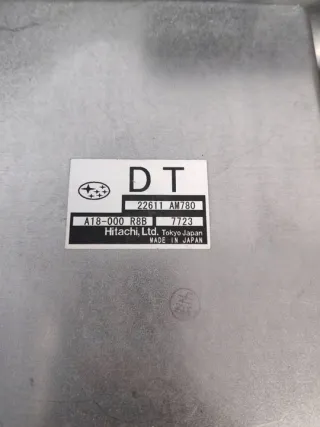 DT
22611 AM780
A18-000 R8B 7723
Hitachi, Ltd. Tokyo Japan
MADE IN JAPAN